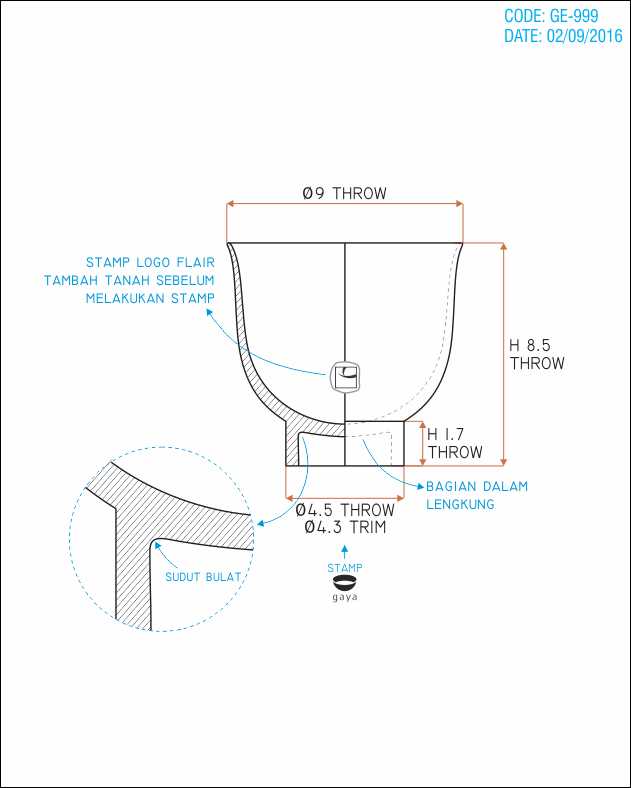 CODE: GE-999
DATE: 02/09/2016
Ø9 THROW
STAMP LOGO FLAIR
TAMBAH TANAH SEBELUM
MELAKUKAN STAMP
H 8.5
THROW
H 1.7
THROW
BAGIAN DALAM
LENGKUNG
Ø4.5 THROW
Ø4.3 TRIM
SUDUT BULAT
STAMP
gaya